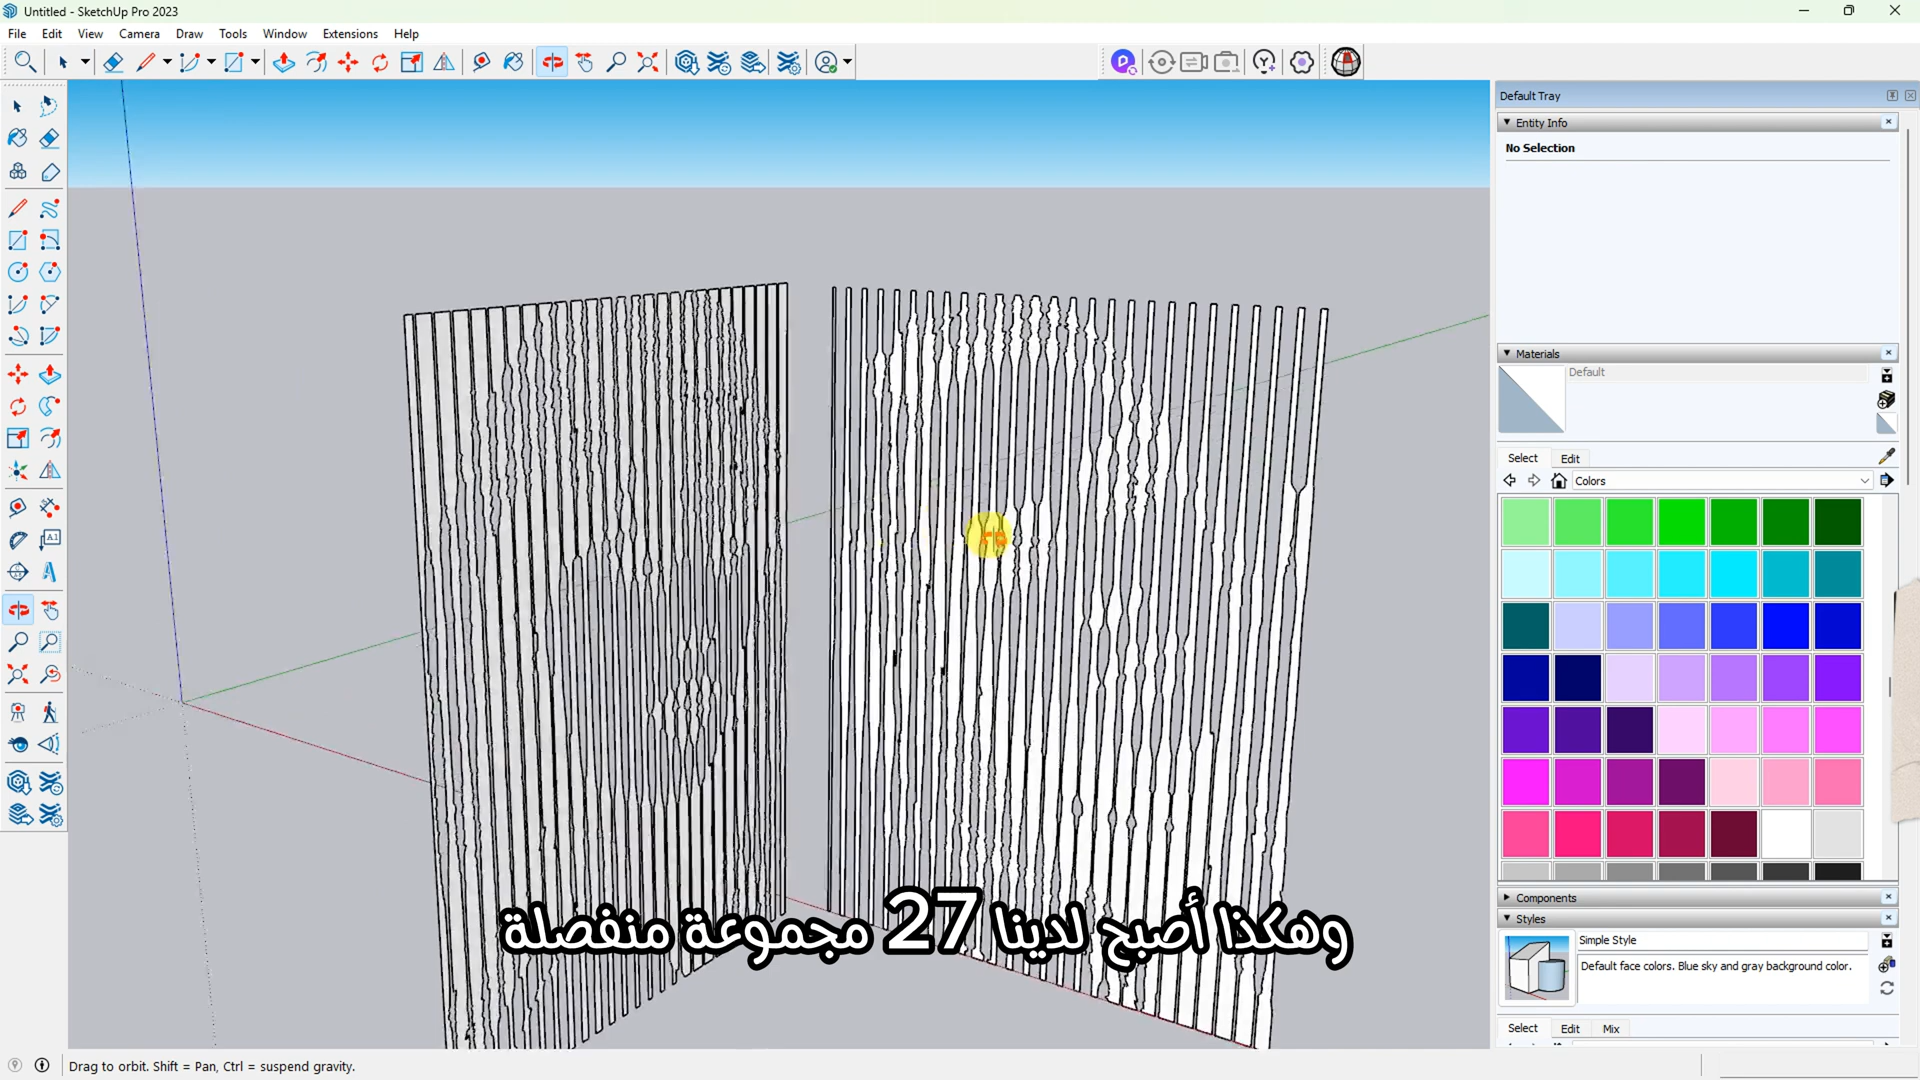 Untitled - SketchUp Pro 2023
File Edit View Camera Draw Tools Window Extensions Help
Default Tray
Entity Info
No Selection
Materials
Default
Select Edit
Colors
Components
Styles
Simple Style
Default face colors. Blue sky and gray background color.
Select Edit Mix
وهكذا أصبح لدينا 27 مجموعة منفصلة
Drag to orbit. Shift = Pan, Ctrl = suspend gravity.